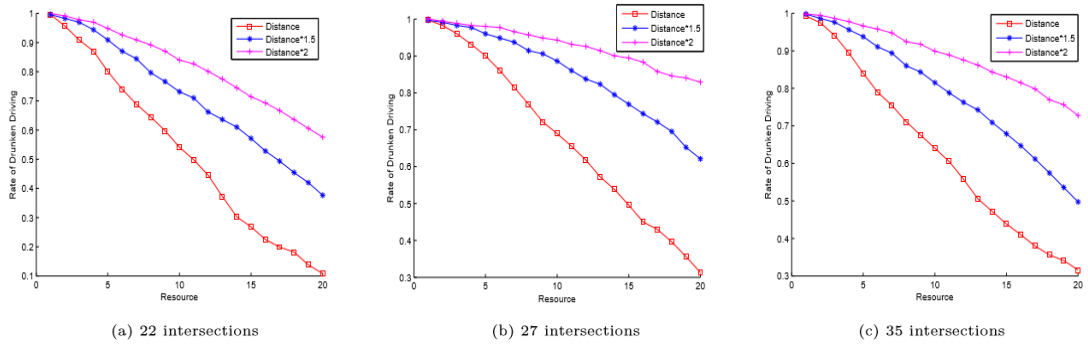 1
0.9
0.8
0.7
0.6
0.5
0.4
0.3
0.2
0.1
0
5
10
15
20
Rate of Drunken Driving
Resource
Distance
Distance*1.5
Distance*2
(a) 22 intersections
1
0.9
0.8
0.7
0.6
0.5
0.4
0.3
0
5
10
15
20
Rate of Drunken Driving
Resource
Distance
Distance*1.5
Distance*2
(b) 27 intersections
1
0.9
0.8
0.7
0.6
0.5
0.4
0.3
0
5
10
15
20
Rate of Drunken Driving
Resource
Distance
Distance*1.5
Distance*2
(c) 35 intersections